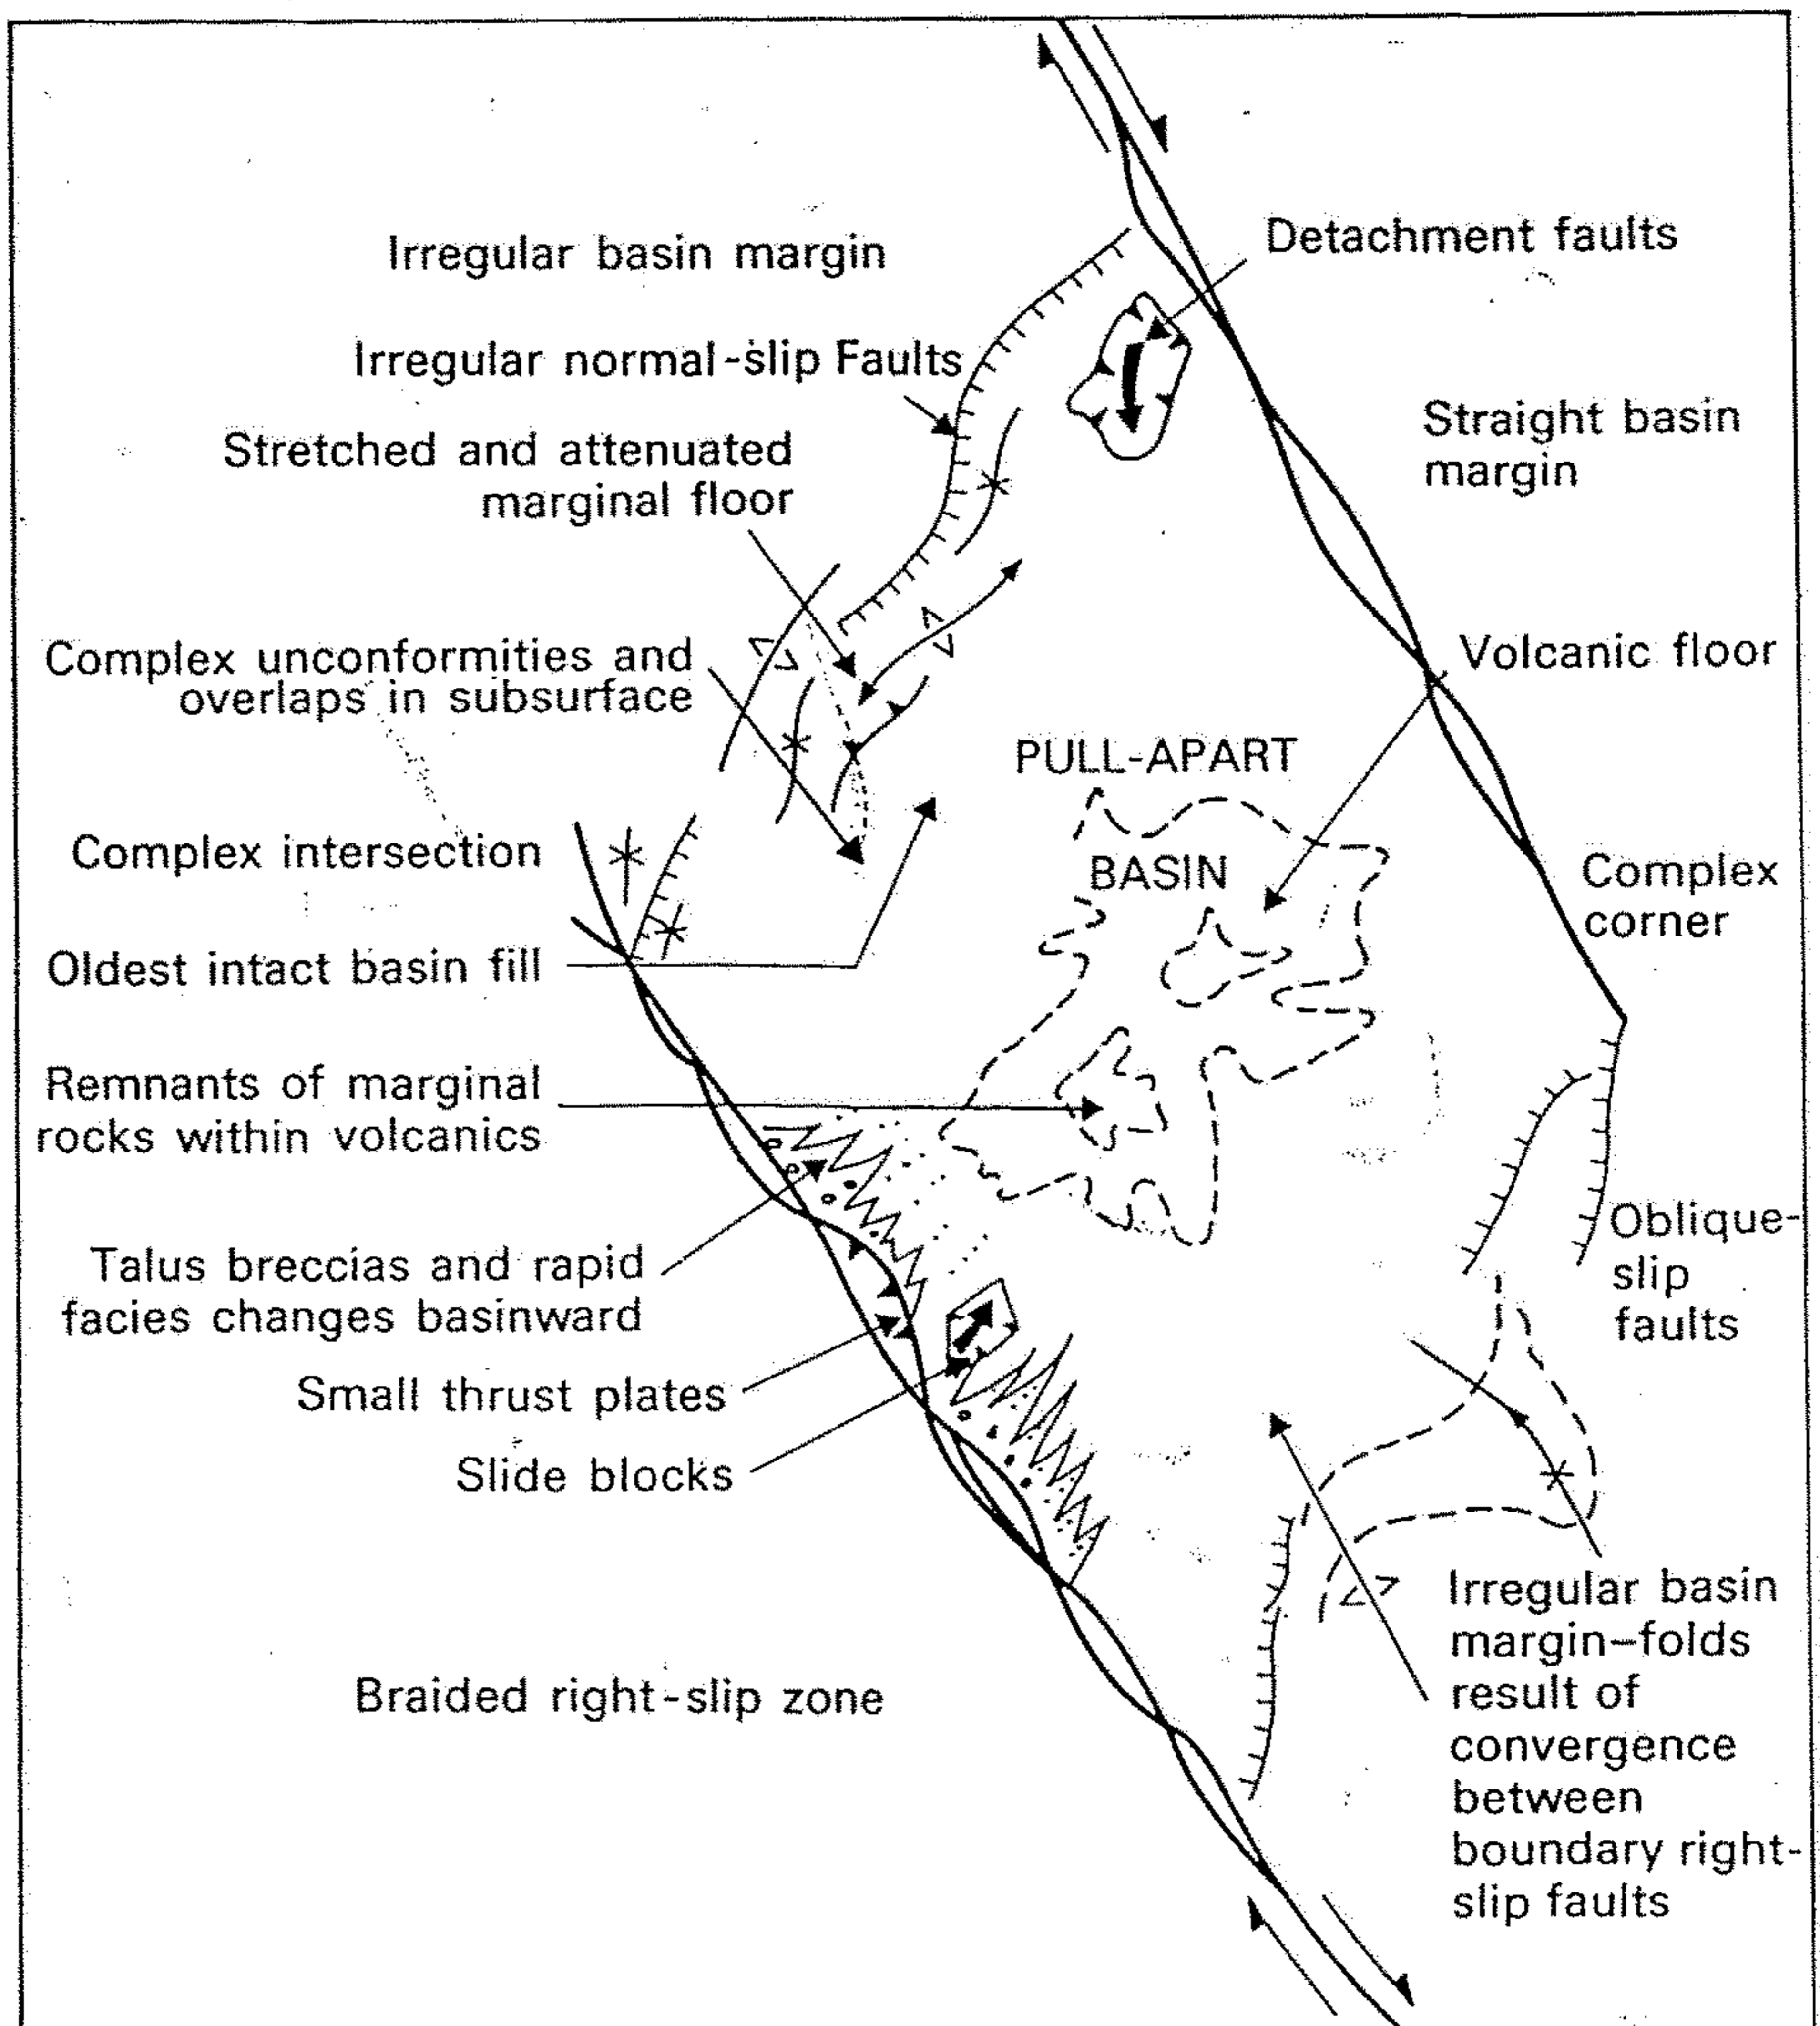 Irregular basin margin
Detachment faults
Irregular normal-slip Faults
Straight basin
margin
Stretched and attenuated
marginal floor
Complex unconformities and
overlaps in subsurface
Volcanic floor
PULL-APART
BASIN
Complex intersection
Complex
corner
Oldest intact basin fill
Remnants of marginal
rocks within volcanics
Oblique-
slip
faults
Talus breccias and rapid
facies changes basinward
Small thrust plates
Slide blocks
Irregular basin
margin–folds
result of
convergence
between
boundary right-
slip faults
Braided right-slip zone